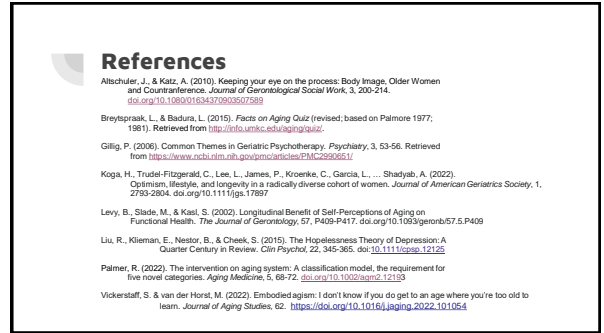 References
Altschuler, J., & Katz, A. (2010). Keeping your eye on the process: Body Image, Older Women
and Countranference. Journal of Gerontological Social Work, 3, 200-214.
doi.org/10.1080/01634370903507589
Breytspraak, L., & Badura, L. (2015). Facts on Aging Quiz (revised; based on Palmore 1977;
1981). Retrieved from http://info.umkc.edu/aging/quiz/.
Gillig, P. (2006). Common Themes in Geriatric Psychotherapy. Psychiatry, 3, 53-56. Retrieved
from https://www.ncbi.nlm.nih.gov/pmc/articles/PMC2990651/
Koga, H., Trudel-Fitzgerald, C., Lee, L., James, P., Kroenke, C., Garcia, L., … Shadyab, A. (2022).
Optimism, lifestyle, and longevity in a radically diverse cohort of women. Journal of American Geriatrics Society, 1,
2793-2804. doi.org/10.1111/jgs.17897
Levy, B., Slade, M., & Kasl, S. (2002). Longitudinal Benefit of Self-Perceptions of Aging on
Functional Health. The Journal of Gerontology, 57, P409-P417. doi.org/10.1093/geronb/57.5.P409
Liu, R., Klieman, E., Nestor, B., & Cheek, S. (2015). The Hopelessness Theory of Depression: A
Quarter Century in Review. Clin Psychol, 22, 345-365. doi:10.1111/cpsp.12125
Palmer, R. (2022). The intervention on aging system: A classification model, the requirement for
five novel categories. Aging Medicine, 5, 68-72. doi.org/10.1002/agm2.12193
Vickerstaff, S. & van der Horst, M. (2022). Embodied agism: I don't know if you do get to an age where you're too old to
learn. Journal of Aging Studies, 62. https://doi.org/10.1016/j.jaging.2022.101054